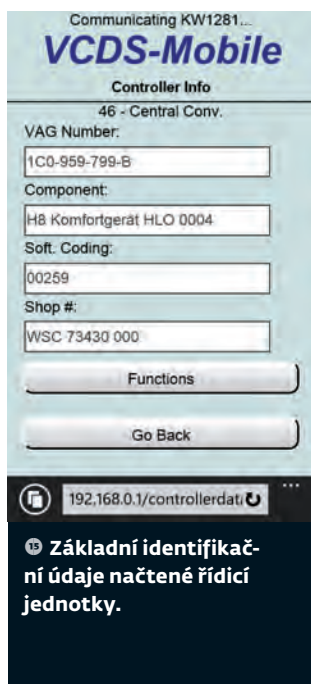 Communicating KW1281...
VCDS-Mobile
Controller Info
46 - Central Conv.
VAG Number:
1C0-959-799-B
Component:
H8 Komfortgerät HLO 0004
Soft. Coding:
00259
Shop #:
WSC 73430 000
Functions
Go Back
192.168.0.1/controllerdat
15 Základní identifikač-
ní údaje načtené řídicí
jednotky.